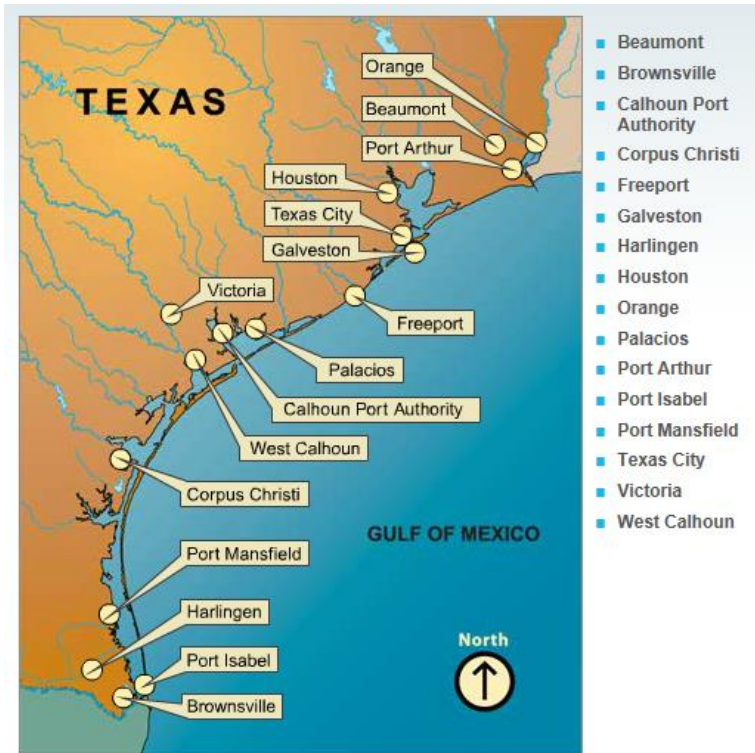 TEXAS
Orange
Beaumont
Port Arthur
Houston
Texas City
Galveston
Victoria
Freeport
Palacios
Calhoun Port Authority
West Calhoun
Corpus Christi
GULF OF MEXICO
Port Mansfield
Harlingen
North
Port Isabel
Brownsville
Beaumont
Brownsville
Calhoun Port
Authority
Corpus Christi
Freeport
Galveston
Harlingen
Houston
Orange
Palacios
Port Arthur
Port Isabel
Port Mansfield
Texas City
Victoria
West Calhoun